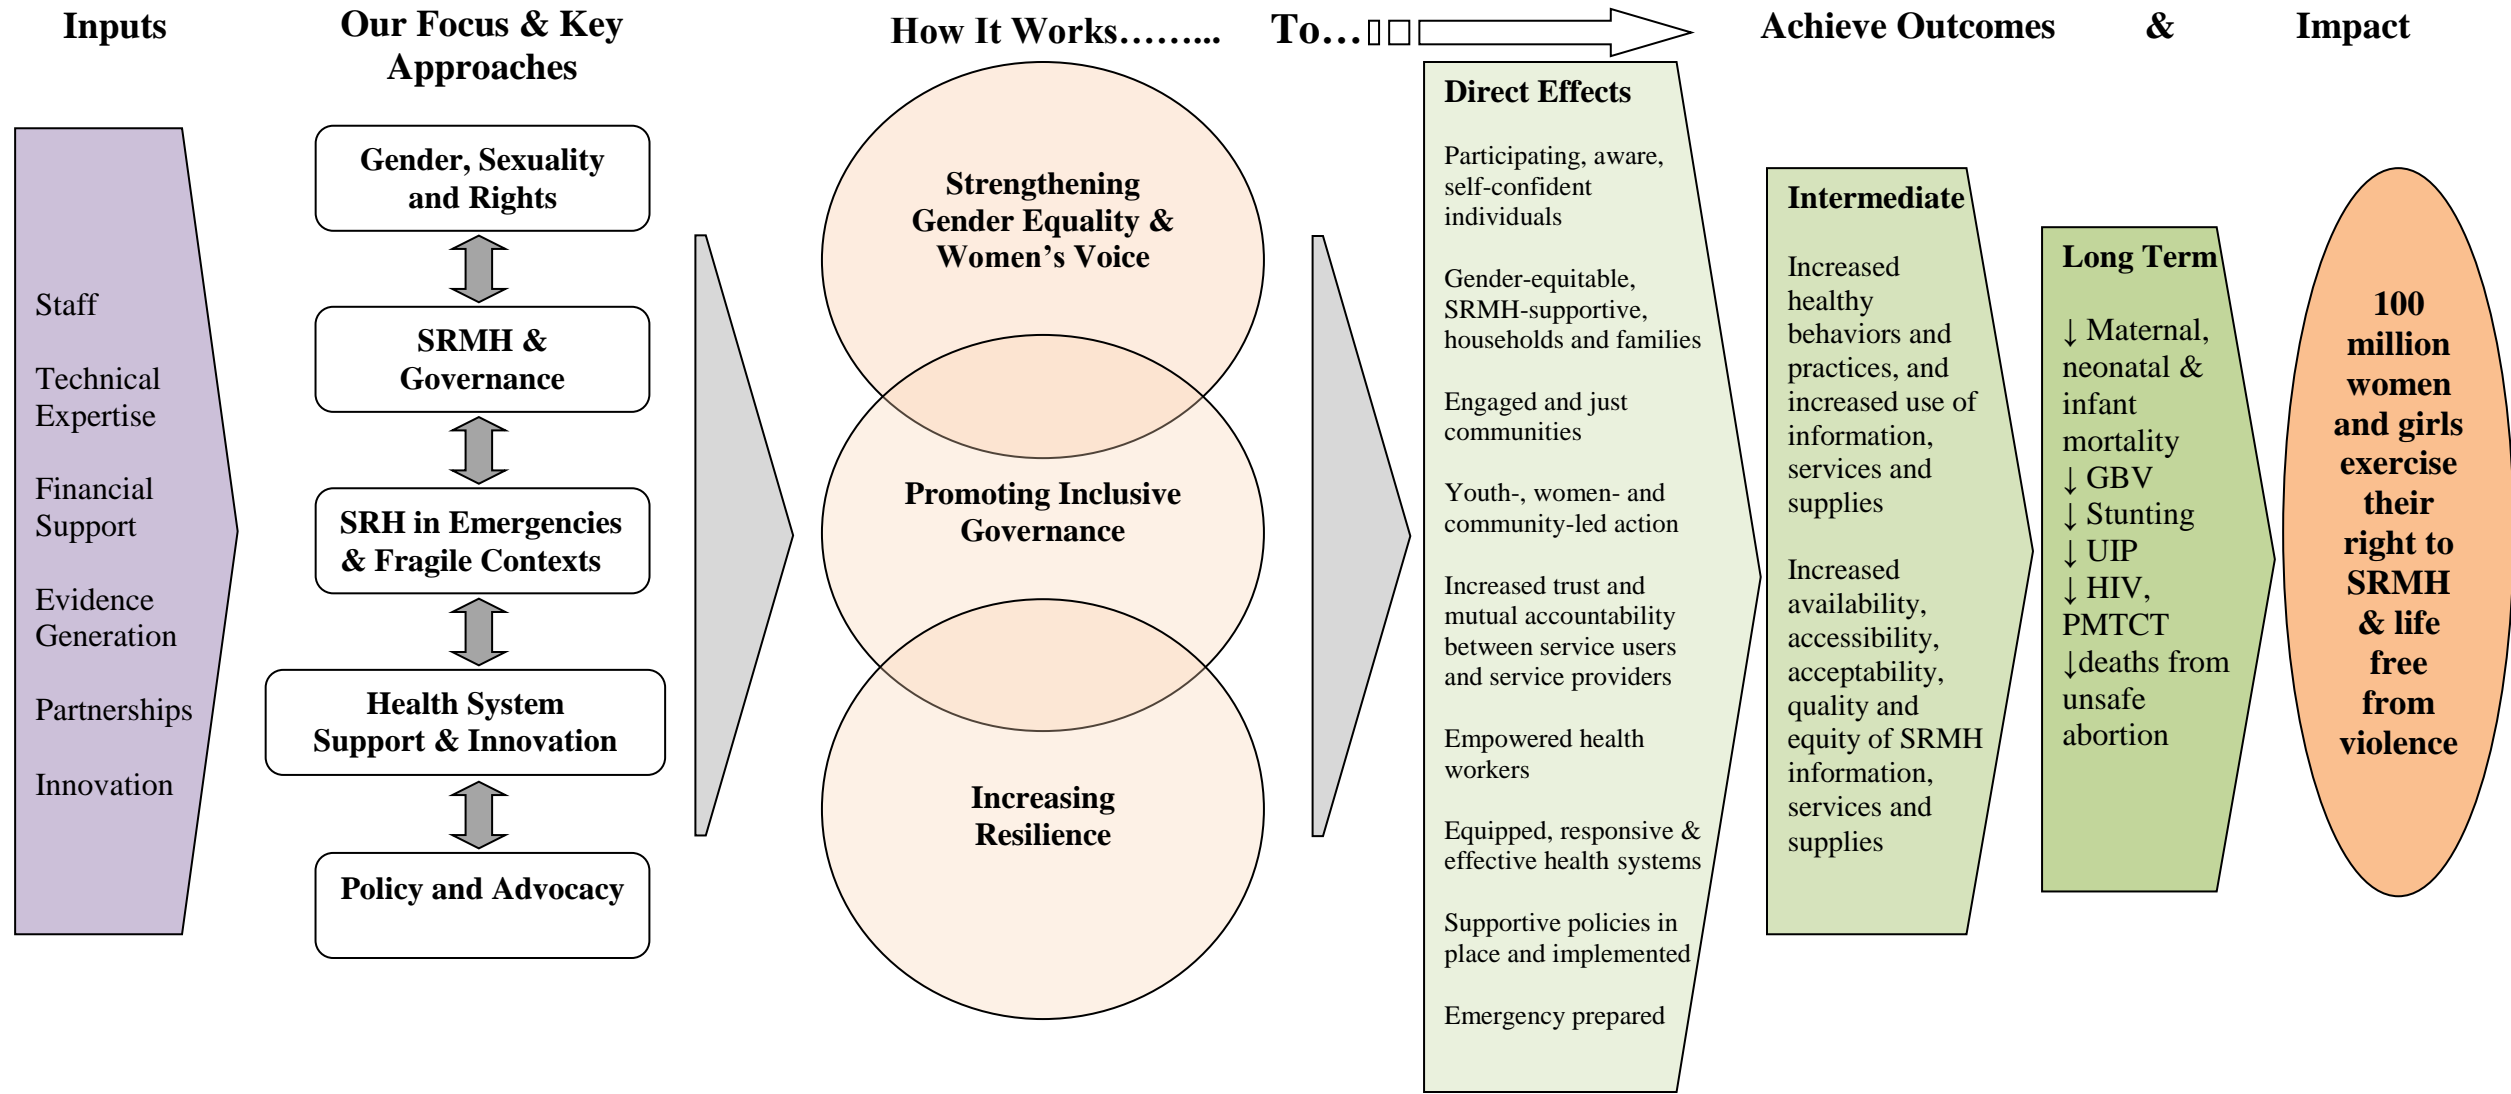 Inputs
Our Focus & Key
Approaches
How It Works……...
To…
Achieve Outcomes
&
Impact
Staff
Technical
Expertise
Financial
Support
Evidence
Generation
Partnerships
Innovation
Gender, Sexuality
and Rights
SRMH &
Governance
SRH in Emergencies
& Fragile Contexts
Health System
Support & Innovation
Policy and Advocacy
Strengthening
Gender Equality &
Women’s Voice
Promoting Inclusive
Governance
Increasing
Resilience
Direct Effects
Participating, aware,
self-confident
individuals
Gender-equitable,
SRMH-supportive,
households and families
Engaged and just
communities
Youth-, women- and
community-led action
Increased trust and
mutual accountability
between service users
and service providers
Empowered health
workers
Equipped, responsive &
effective health systems
Supportive policies in
place and implemented
Emergency prepared
Intermediate
Increased
healthy
behaviors and
practices, and
increased use of
information,
services and
supplies
Increased
availability,
accessibility,
acceptability,
quality and
equity of SRMH
information,
services and
supplies
Long Term
↓ Maternal,
neonatal &
infant
mortality
↓ GBV
↓ Stunting
↓ UIP
↓ HIV,
PMTCT
↓deaths from
unsafe
abortion
100
million
women
and girls
exercise
their
right to
SRMH
& life
free
from
violence